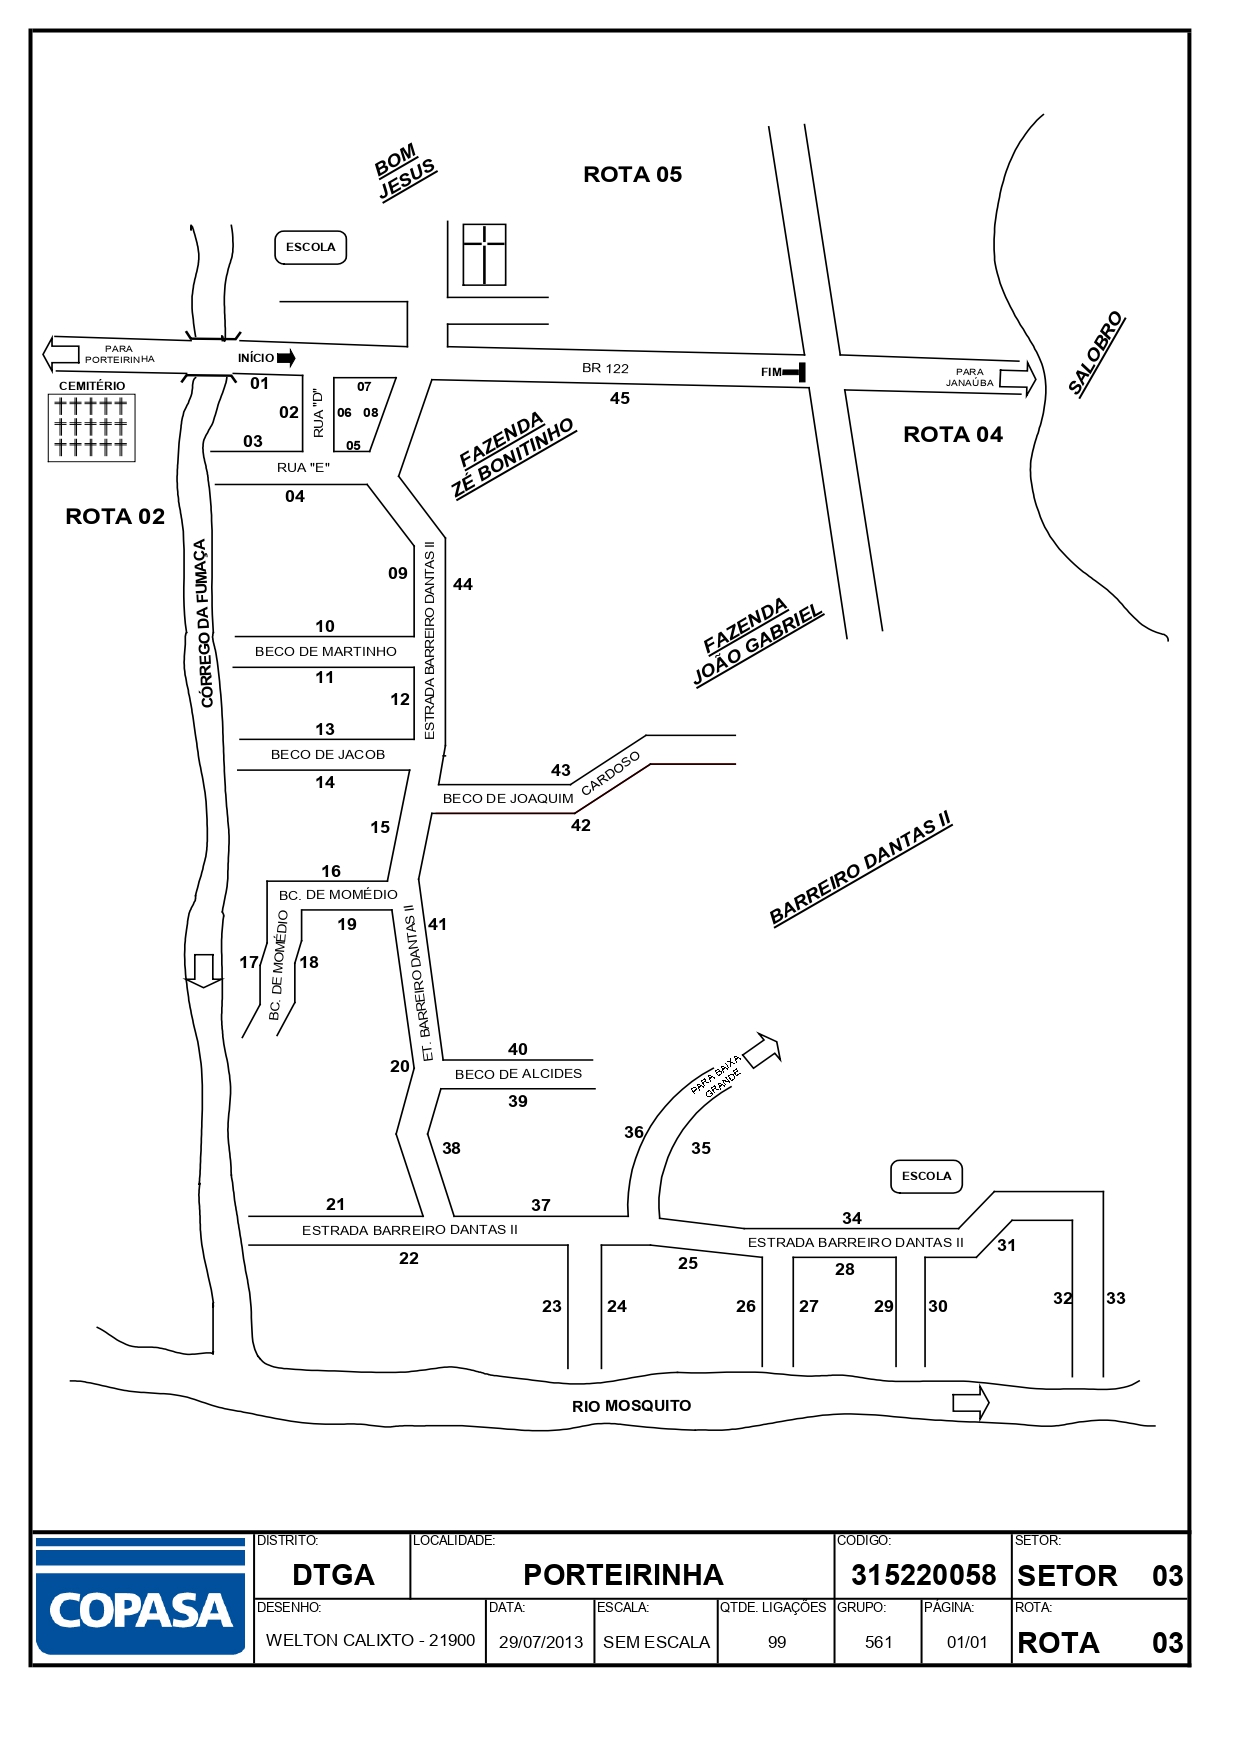 BOM
JESUS
ROTA 05
ESCOLA
SALOBRO
PARA
PORTEIRINHA
INÍCIO
BR 122
FIM
PARA
JANAÚBA
CEMITÉRIO
01
02
RUA "D"
07
06
08
05
45
03
RUA "E"
04
FAZENDA
ZÉ BONITINHO
ROTA 04
ROTA 02
CÓRREGO DA FUMAÇA
09
ESTRADA BARREIRO DANTAS II
44
10
BECO DE MARTINHO
11
12
FAZENDA
JOÃO GABRIEL
13
BECO DE JACOB
14
43
BECO DE JOAQUIM CARDOSO
42
15
16
BC. DE MOMÉDIO
19
BC. DE MOMÉDIO
17
18
ET. BARREIRO DANTAS II
41
BARREIRO DANTAS II
20
40
BECO DE ALCIDES
39
PARA BAIXA
GRANDE
36
35
38
ESCOLA
21
37
34
ESTRADA BARREIRO DANTAS II
ESTRADA BARREIRO DANTAS II
31
22
25
28
23
24
26
27
29
30
32
33
RIO MOSQUITO
COPASA
DISTRITO:
DTGA
LOCALIDADE:
PORTEIRINHA
CODIGO:
315220058
SETOR:
SETOR 03
DESENHO:
WELTON CALIXTO - 21900
DATA:
29/07/2013
ESCALA:
SEM ESCALA
QTDE. LIGAÇÕES
99
GRUPO:
561
PÁGINA:
01/01
ROTA:
ROTA 03